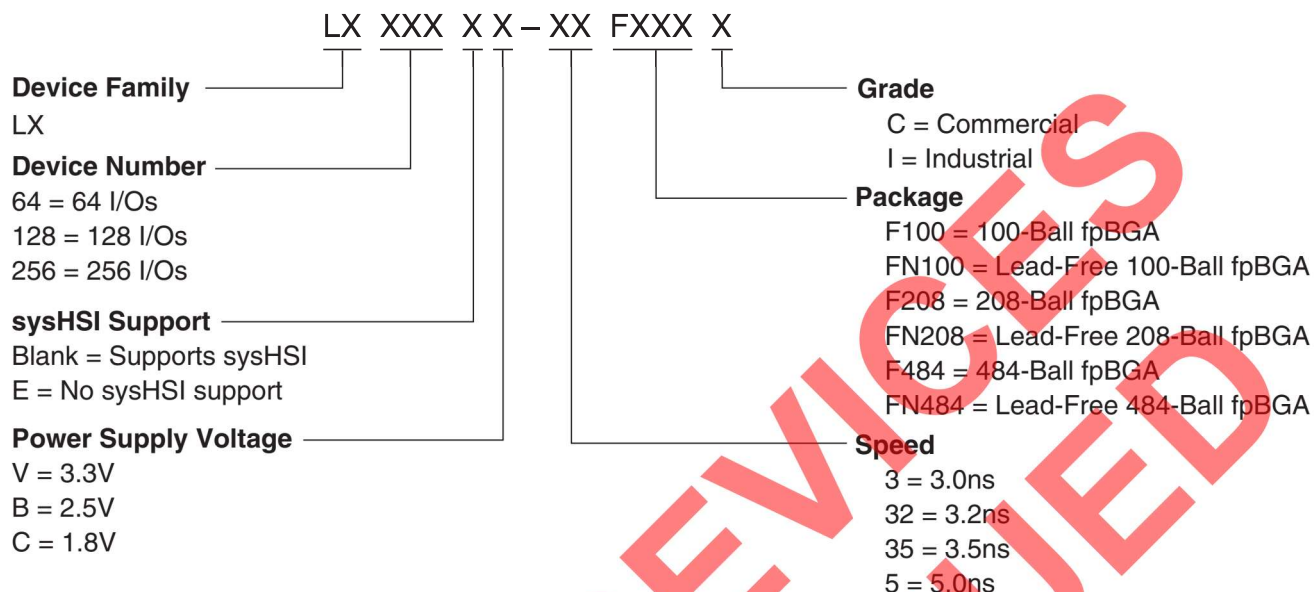 LX XXX X X – XX FXXX X
Device Family
LX
Device Number
64 = 64 I/Os
128 = 128 I/Os
256 = 256 I/Os
sysHSI Support
Blank = Supports sysHSI
E = No sysHSI support
Power Supply Voltage
V = 3.3V
B = 2.5V
C = 1.8V
Grade
C = Commercial
I = Industrial
Package
F100 = 100-Ball fpBGA
FN100 = Lead-Free 100-Ball fpBGA
F208 = 208-Ball fpBGA
FN208 = Lead-Free 208-Ball fpBGA
F484 = 484-Ball fpBGA
FN484 = Lead-Free 484-Ball fpBGA
Speed
3 = 3.0ns
32 = 3.2ns
35 = 3.5ns
5 = 5.0ns
EVICES
UED